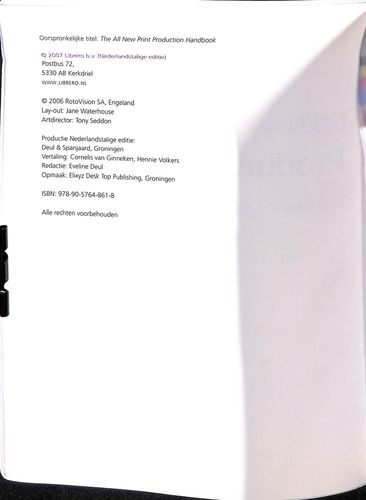 Oorspronkelijke titel: The All New Print Production Handbook
© 2007 Librero b.v. (Nederlandstalige editie)
Postbus 72,
5330 AB Kerkdriel
WWW.LIBRERO.NL
© 2006 RotoVision SA, Engeland
Lay-out: Jane Waterhouse
Artdirector: Tony Seddon
Productie Nederlandstalige editie:
Deul & Spanjaard, Groningen
Vertaling: Cornelis van Ginneken, Hennie Volkers
Redactie: Eveline Deul
Opmaak: Elixyz Desk Top Publishing, Groningen
ISBN: 978-90-5764-861-8
Alle rechten voorbehouden